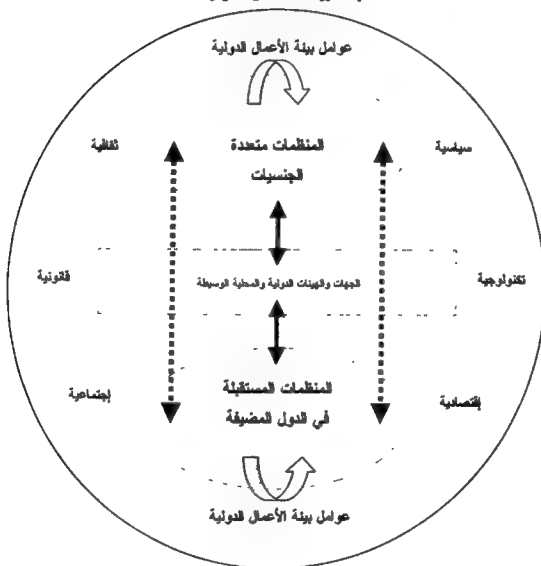 عوامل بيئة الأعمال الدولية
ثقافية
المنظمات متعددة
الجنسيات
سياسية
قانونية
الجهات والهيئات الدولية والمحلية الوسيطة
تكنولوجية
إجتماعية
المنظمات المستقبلة
في الدول المضيفة
إقتصادية
عوامل بيئة الأعمال الدولية